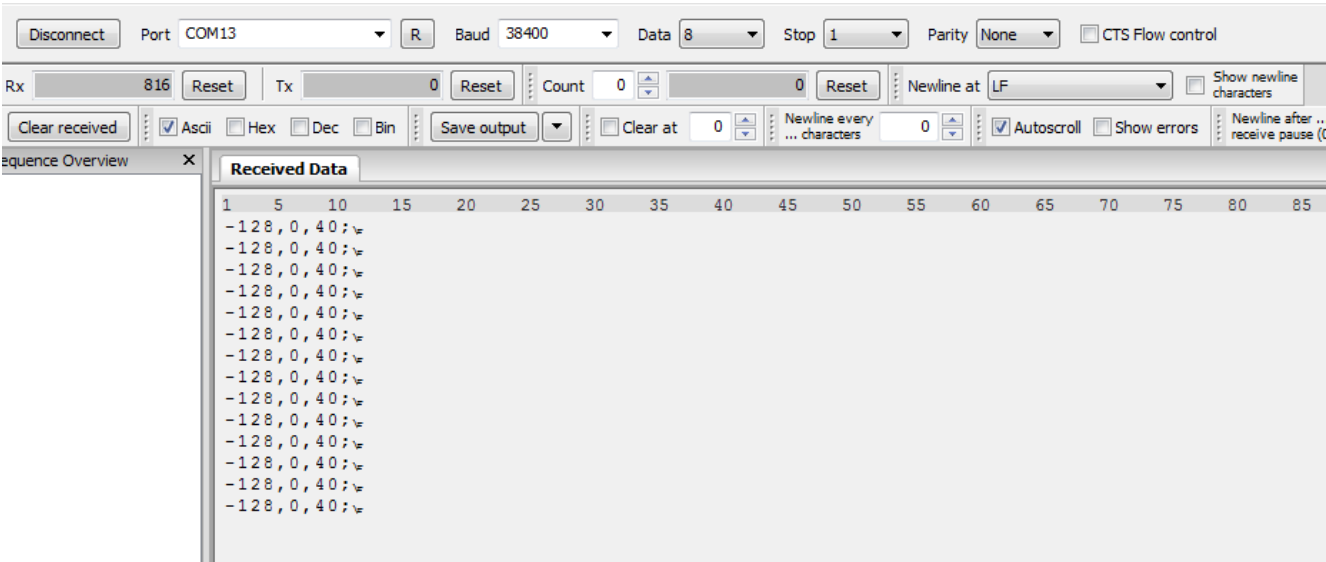 Disconnect Port COM13 R Baud 38400 Data 8 Stop 1 Parity None CTS Flow control
Rx 816 Reset Tx 0 Reset Count 0 0 Reset Newline at LF Show newline characters
Clear received Ascii Hex Dec Bin Save output Clear at 0 Newline every ... characters 0 Autoscroll Show errors Newline after .. receive pause (0
equence Overview X Received Data
1 5 10 15 20 25 30 35 40 45 50 55 60 65 70 75 80 85
-128,0,40;
-128,0,40;
-128,0,40;
-128,0,40;
-128,0,40;
-128,0,40;
-128,0,40;
-128,0,40;
-128,0,40;
-128,0,40;
-128,0,40;
-128,0,40;
-128,0,40;
-128,0,40;